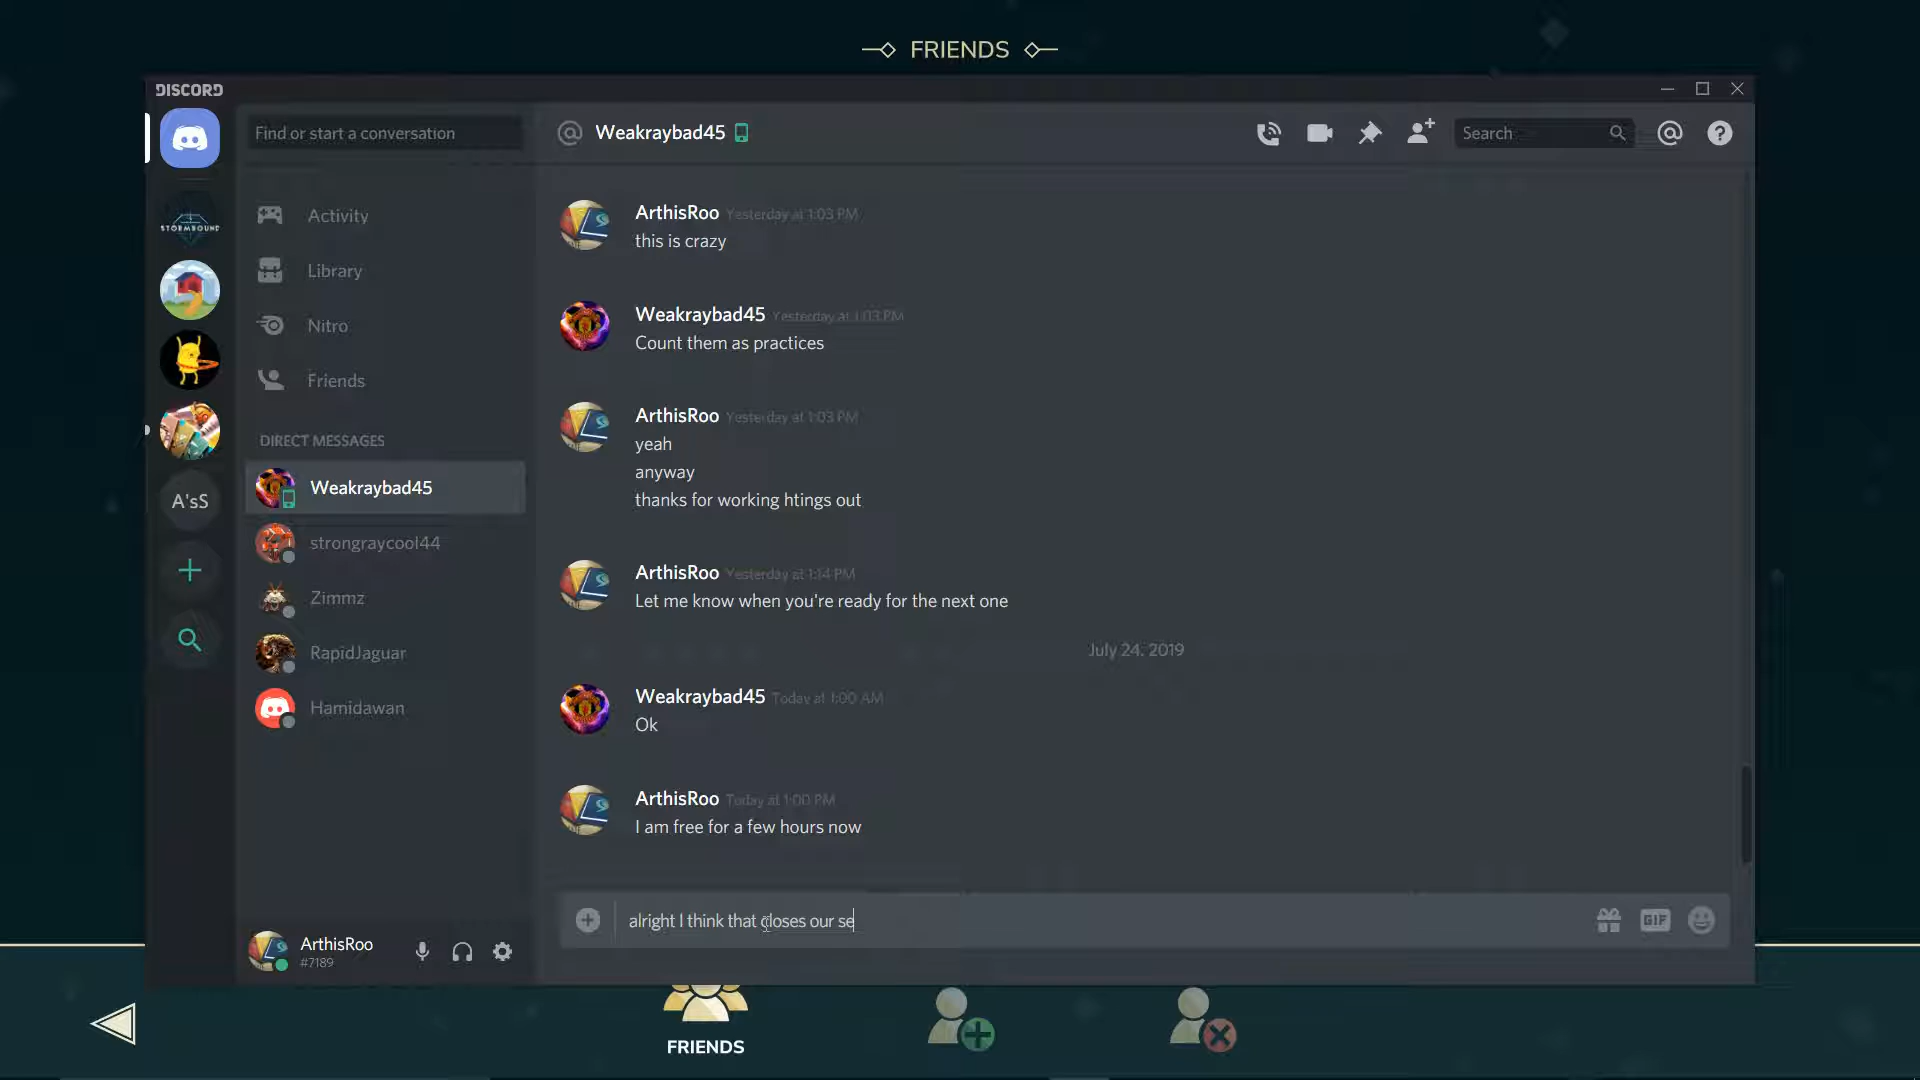 FRIENDS
DISCORD
Find or start a conversation
Weakraybad45
Search
STORMBOUND
Activity
Library
Nitro
Friends
DIRECT MESSAGES
Weakraybad45
strongraycool44
Zimmz
RapidJaguar
Hamidawan
A'sS
ArthisRoo
#7189
ArthisRoo Yesterday at 1:03 PM
this is crazy
Weakraybad45 Yesterday at 1:03 PM
Count them as practices
ArthisRoo Yesterday at 1:03 PM
yeah
anyway
thanks for working htings out
ArthisRoo Yesterday at 1:14 PM
Let me know when you're ready for the next one
July 24, 2019
Weakraybad45 Today at 1:00 AM
Ok
ArthisRoo Today at 1:00 PM
I am free for a few hours now
alright I think that closes our se
GIF
FRIENDS